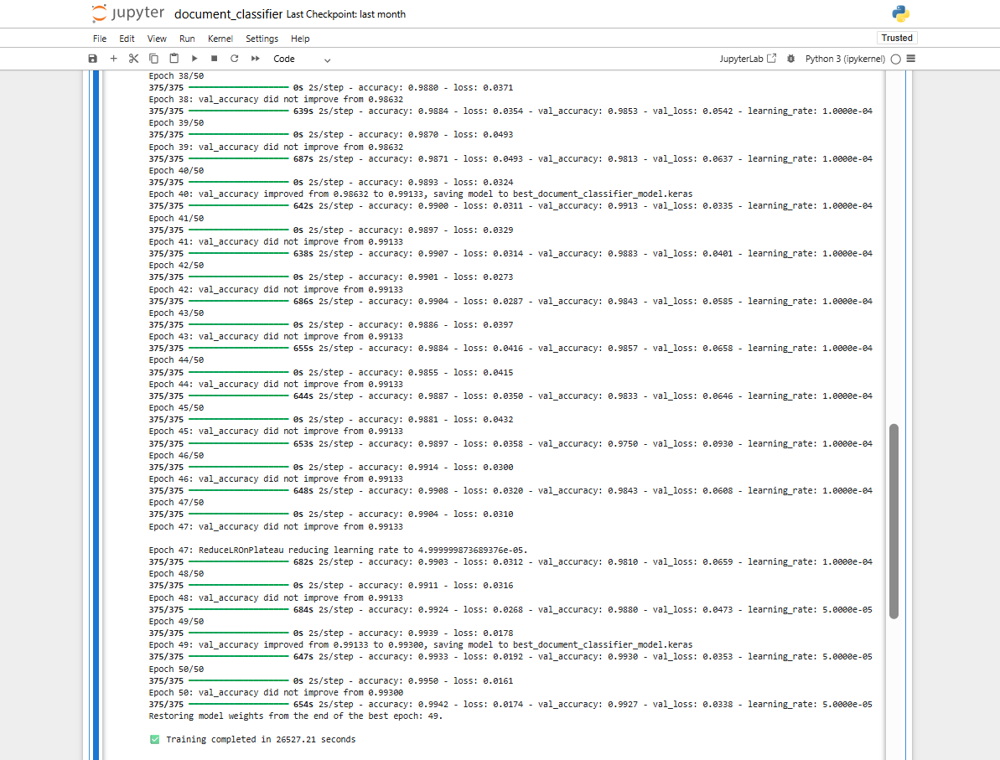 jupyter document_classifier Last Checkpoint: last month
File Edit View Run Kernel Settings Help Trusted
Code JupyterLab Python 3 (ipykernel)
Epoch 38/50
375/375 0s 2s/step - accuracy: 0.9880 - loss: 0.0371
Epoch 38: val_accuracy did not improve from 0.98632
375/375 639s 2s/step - accuracy: 0.9884 - loss: 0.0354 - val_accuracy: 0.9853 - val_loss: 0.0542 - learning_rate: 1.0000e-04
Epoch 39/50
375/375 0s 2s/step - accuracy: 0.9870 - loss: 0.0493
Epoch 39: val_accuracy did not improve from 0.98632
375/375 687s 2s/step - accuracy: 0.9871 - loss: 0.0493 - val_accuracy: 0.9813 - val_loss: 0.0637 - learning_rate: 1.0000e-04
Epoch 40/50
375/375 0s 2s/step - accuracy: 0.9893 - loss: 0.0324
Epoch 40: val_accuracy improved from 0.98632 to 0.99133, saving model to best_document_classifier_model.keras
375/375 642s 2s/step - accuracy: 0.9900 - loss: 0.0311 - val_accuracy: 0.9913 - val_loss: 0.0335 - learning_rate: 1.0000e-04
Epoch 41/50
375/375 0s 2s/step - accuracy: 0.9897 - loss: 0.0329
Epoch 41: val_accuracy did not improve from 0.99133
375/375 638s 2s/step - accuracy: 0.9907 - loss: 0.0314 - val_accuracy: 0.9883 - val_loss: 0.0401 - learning_rate: 1.0000e-04
Epoch 42/50
375/375 0s 2s/step - accuracy: 0.9901 - loss: 0.0273
Epoch 42: val_accuracy did not improve from 0.99133
375/375 686s 2s/step - accuracy: 0.9904 - loss: 0.0287 - val_accuracy: 0.9843 - val_loss: 0.0585 - learning_rate: 1.0000e-04
Epoch 43/50
375/375 0s 2s/step - accuracy: 0.9886 - loss: 0.0397
Epoch 43: val_accuracy did not improve from 0.99133
375/375 655s 2s/step - accuracy: 0.9884 - loss: 0.0416 - val_accuracy: 0.9857 - val_loss: 0.0658 - learning_rate: 1.0000e-04
Epoch 44/50
375/375 0s 2s/step - accuracy: 0.9855 - loss: 0.0415
Epoch 44: val_accuracy did not improve from 0.99133
375/375 644s 2s/step - accuracy: 0.9887 - loss: 0.0350 - val_accuracy: 0.9833 - val_loss: 0.0646 - learning_rate: 1.0000e-04
Epoch 45/50
375/375 0s 2s/step - accuracy: 0.9881 - loss: 0.0432
Epoch 45: val_accuracy did not improve from 0.99133
375/375 653s 2s/step - accuracy: 0.9897 - loss: 0.0358 - val_accuracy: 0.9750 - val_loss: 0.0930 - learning_rate: 1.0000e-04
Epoch 46/50
375/375 0s 2s/step - accuracy: 0.9914 - loss: 0.0300
Epoch 46: val_accuracy did not improve from 0.99133
375/375 648s 2s/step - accuracy: 0.9908 - loss: 0.0320 - val_accuracy: 0.9843 - val_loss: 0.0608 - learning_rate: 1.0000e-04
Epoch 47/50
375/375 0s 2s/step - accuracy: 0.9904 - loss: 0.0310
Epoch 47: val_accuracy did not improve from 0.99133
Epoch 47: ReduceLROnPlateau reducing learning rate to 4.999999873689376e-05.
375/375 682s 2s/step - accuracy: 0.9903 - loss: 0.0312 - val_accuracy: 0.9810 - val_loss: 0.0659 - learning_rate: 1.0000e-04
Epoch 48/50
375/375 0s 2s/step - accuracy: 0.9911 - loss: 0.0316
Epoch 48: val_accuracy did not improve from 0.99133
375/375 684s 2s/step - accuracy: 0.9924 - loss: 0.0268 - val_accuracy: 0.9880 - val_loss: 0.0473 - learning_rate: 5.0000e-05
Epoch 49/50
375/375 0s 2s/step - accuracy: 0.9939 - loss: 0.0178
Epoch 49: val_accuracy improved from 0.99133 to 0.99300, saving model to best_document_classifier_model.keras
375/375 647s 2s/step - accuracy: 0.9933 - loss: 0.0192 - val_accuracy: 0.9930 - val_loss: 0.0353 - learning_rate: 5.0000e-05
Epoch 50/50
375/375 0s 2s/step - accuracy: 0.9950 - loss: 0.0161
Epoch 50: val_accuracy did not improve from 0.99300
375/375 654s 2s/step - accuracy: 0.9942 - loss: 0.0174 - val_accuracy: 0.9927 - val_loss: 0.0338 - learning_rate: 5.0000e-05
Restoring model weights from the end of the best epoch: 49.
✅ Training completed in 26527.21 seconds